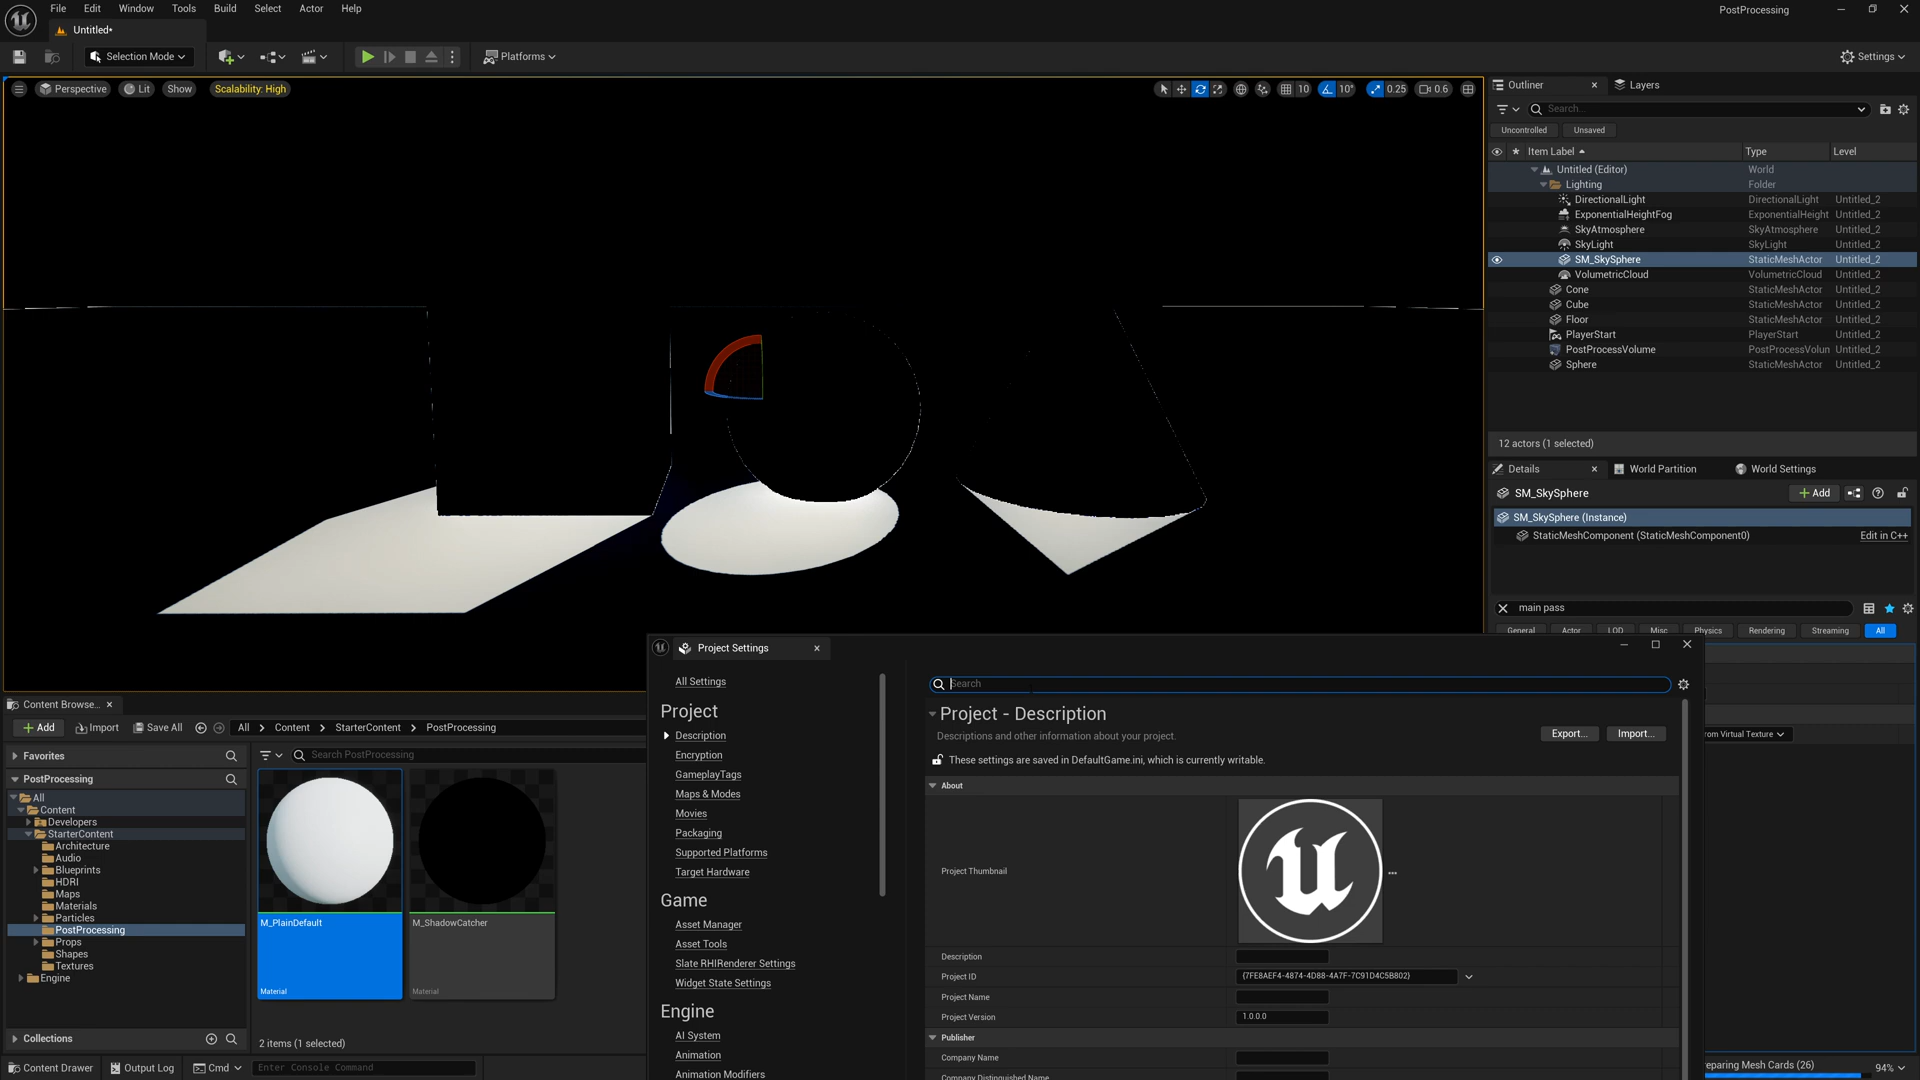 File Edit Window Tools Build Select Actor Help
PostProcessing
Untitled*
Selection Mode
Platforms
Settings
Perspective Lit Show Scalability: High
10 10° 0.25 0.6
Outliner Layers
Search...
Uncontrolled Unsaved
Item Label Type Level
Untitled (Editor) World
Lighting Folder
DirectionalLight DirectionalLight Untitled_2
ExponentialHeightFog ExponentialHeight Untitled_2
SkyAtmosphere SkyAtmosphere Untitled_2
SkyLight SkyLight Untitled_2
SM_SkySphere StaticMeshActor Untitled_2
VolumetricCloud VolumetricCloud Untitled_2
Cone StaticMeshActor Untitled_2
Cube StaticMeshActor Untitled_2
Floor StaticMeshActor Untitled_2
PlayerStart PlayerStart Untitled_2
PostProcessVolume PostProcessVolun Untitled_2
Sphere StaticMeshActor Untitled_2
12 actors (1 selected)
Details World Partition World Settings
SM_SkySphere
Add
SM_SkySphere (Instance)
StaticMeshComponent (StaticMeshComponent0) Edit in C++
main pass
General Actor LOD Misc Physics Rendering Streaming All
rom Virtual Texture
Project Settings
All Settings
Project
Description
Encryption
GameplayTags
Maps & Modes
Movies
Packaging
Supported Platforms
Target Hardware
Game
Asset Manager
Asset Tools
Slate RHIRenderer Settings
Widget State Settings
Engine
AI System
Animation
Animation Modifiers
Search
Project - Description
Descriptions and other information about your project.
Export... Import...
These settings are saved in DefaultGame.ini, which is currently writable.
About
Project Thumbnail
Description
Project ID {7FE8AEF4-4874-4D88-4A7F-7C91D4C5B802}
Project Name
Project Version 1.0.0.0
Publisher
Company Name
Company Distinguished Name
Content Browse...
Add Import Save All All Content StarterContent PostProcessing
Favorites
Search PostProcessing
PostProcessing
All
Content
Developers
StarterContent
Architecture
Audio
Blueprints
HDRI
Maps
Materials
Particles
PostProcessing
Props
Shapes
Textures
Engine
Collections
M_PlainDefault
Material
M_ShadowCatcher
Material
2 items (1 selected)
Content Drawer Output Log Cmd Enter Console Command
eparing Mesh Cards (26) 94%